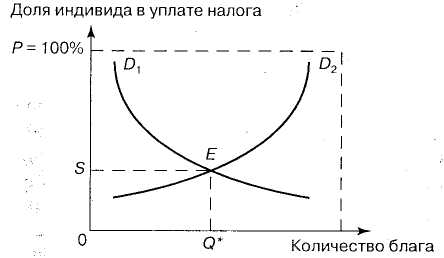 Доля индивида в уплате налога
P = 100%
D1
D2
E
S
0
Q*
Количество блага